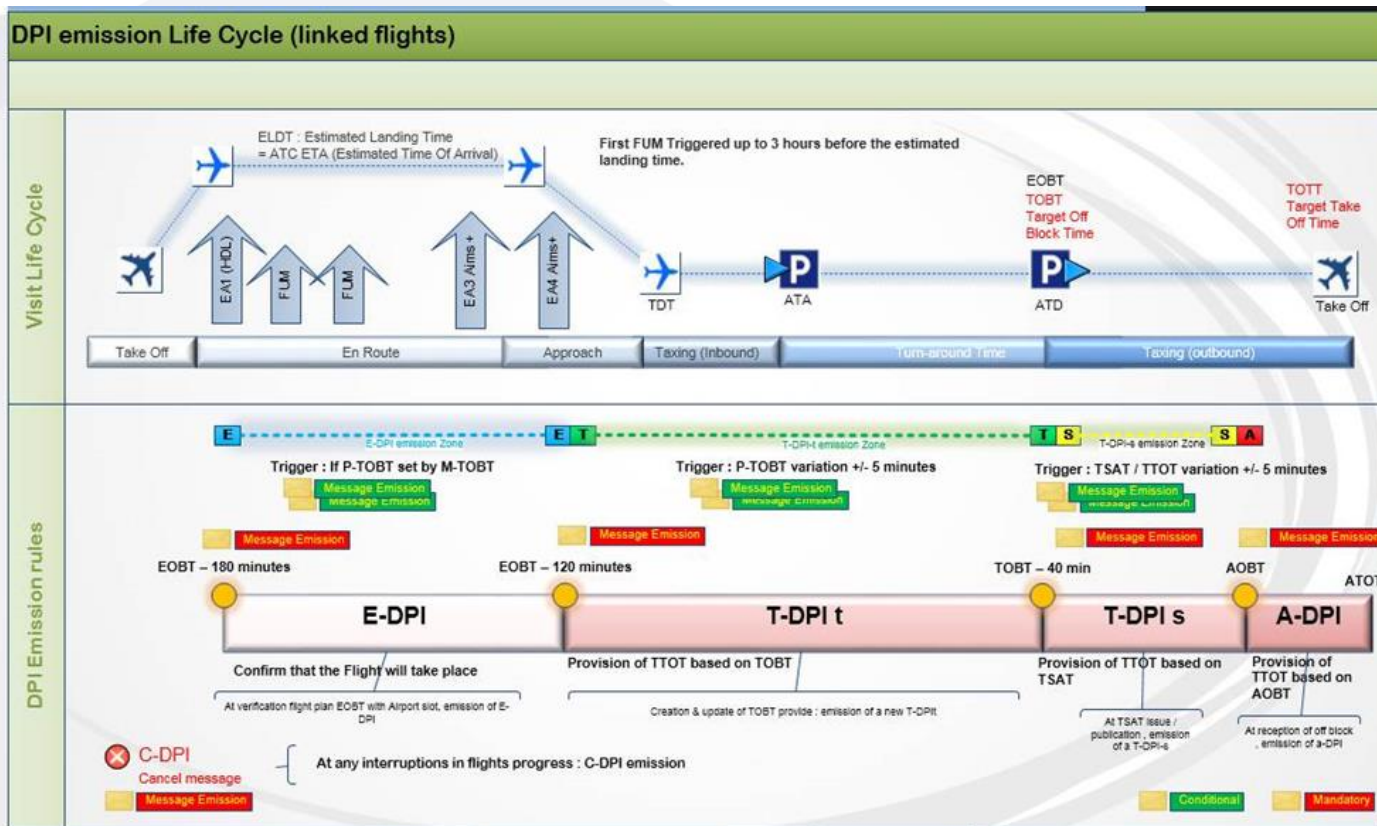 DPI emission Life Cycle (linked flights)
Visit Life Cycle
ELDT : Estimated Landing Time
= ATC ETA (Estimated Time Of Arrival)
First FUM Triggered up to 3 hours before the estimated
landing time.
EOBT
TOBT
Target Off
Block Time
TOTT
Target Take
Off Time
EA1 (HDL)
FUM
FUM
EA3 Aims +
EA4 Aims+
TDT
P
ATA
P
ATD
Take Off
Take Off
En Route
Approach
Taxing (Inbound)
Turn-around Time
Taxing (outbound)
DPI Emission rules
E
E-DPI emission Zone
E T
T-DPI-t emission Zone
T S
T-DPI-s emission Zone
S A
Trigger : If P-TOBT set by M-TOBT
Trigger : P-TOBT variation +/- 5 minutes
Trigger : TSAT / TTOT variation +/- 5 minutes
Message Emission
Message Emission
Message Emission
Message Emission
Message Emission
Message Emission
Message Emission
Message Emission
Message Emission
Message Emission
EOBT – 180 minutes
EOBT – 120 minutes
TOBT – 40 min
AOBT
ATOT
E-DPI
T-DPI t
T-DPI s
A-DPI
Confirm that the Flight will take place
Provision of TTOT based on TOBT
Provision of TTOT based on
TSAT
Provision of
TTOT based on
AOBT
At verification flight plan EOBT with Airport slot, emission of E-
DPI
Creation & update of TOBT provide : emission of a new T-DPIt
At TSAT issue /
publication , emission
of a T-DPI-s
At reception of off block
, emission of a-DPI
C-DPI
Cancel message
At any interruptions in flights progress : C-DPI emission
Message Emission
Conditional
Mandatory